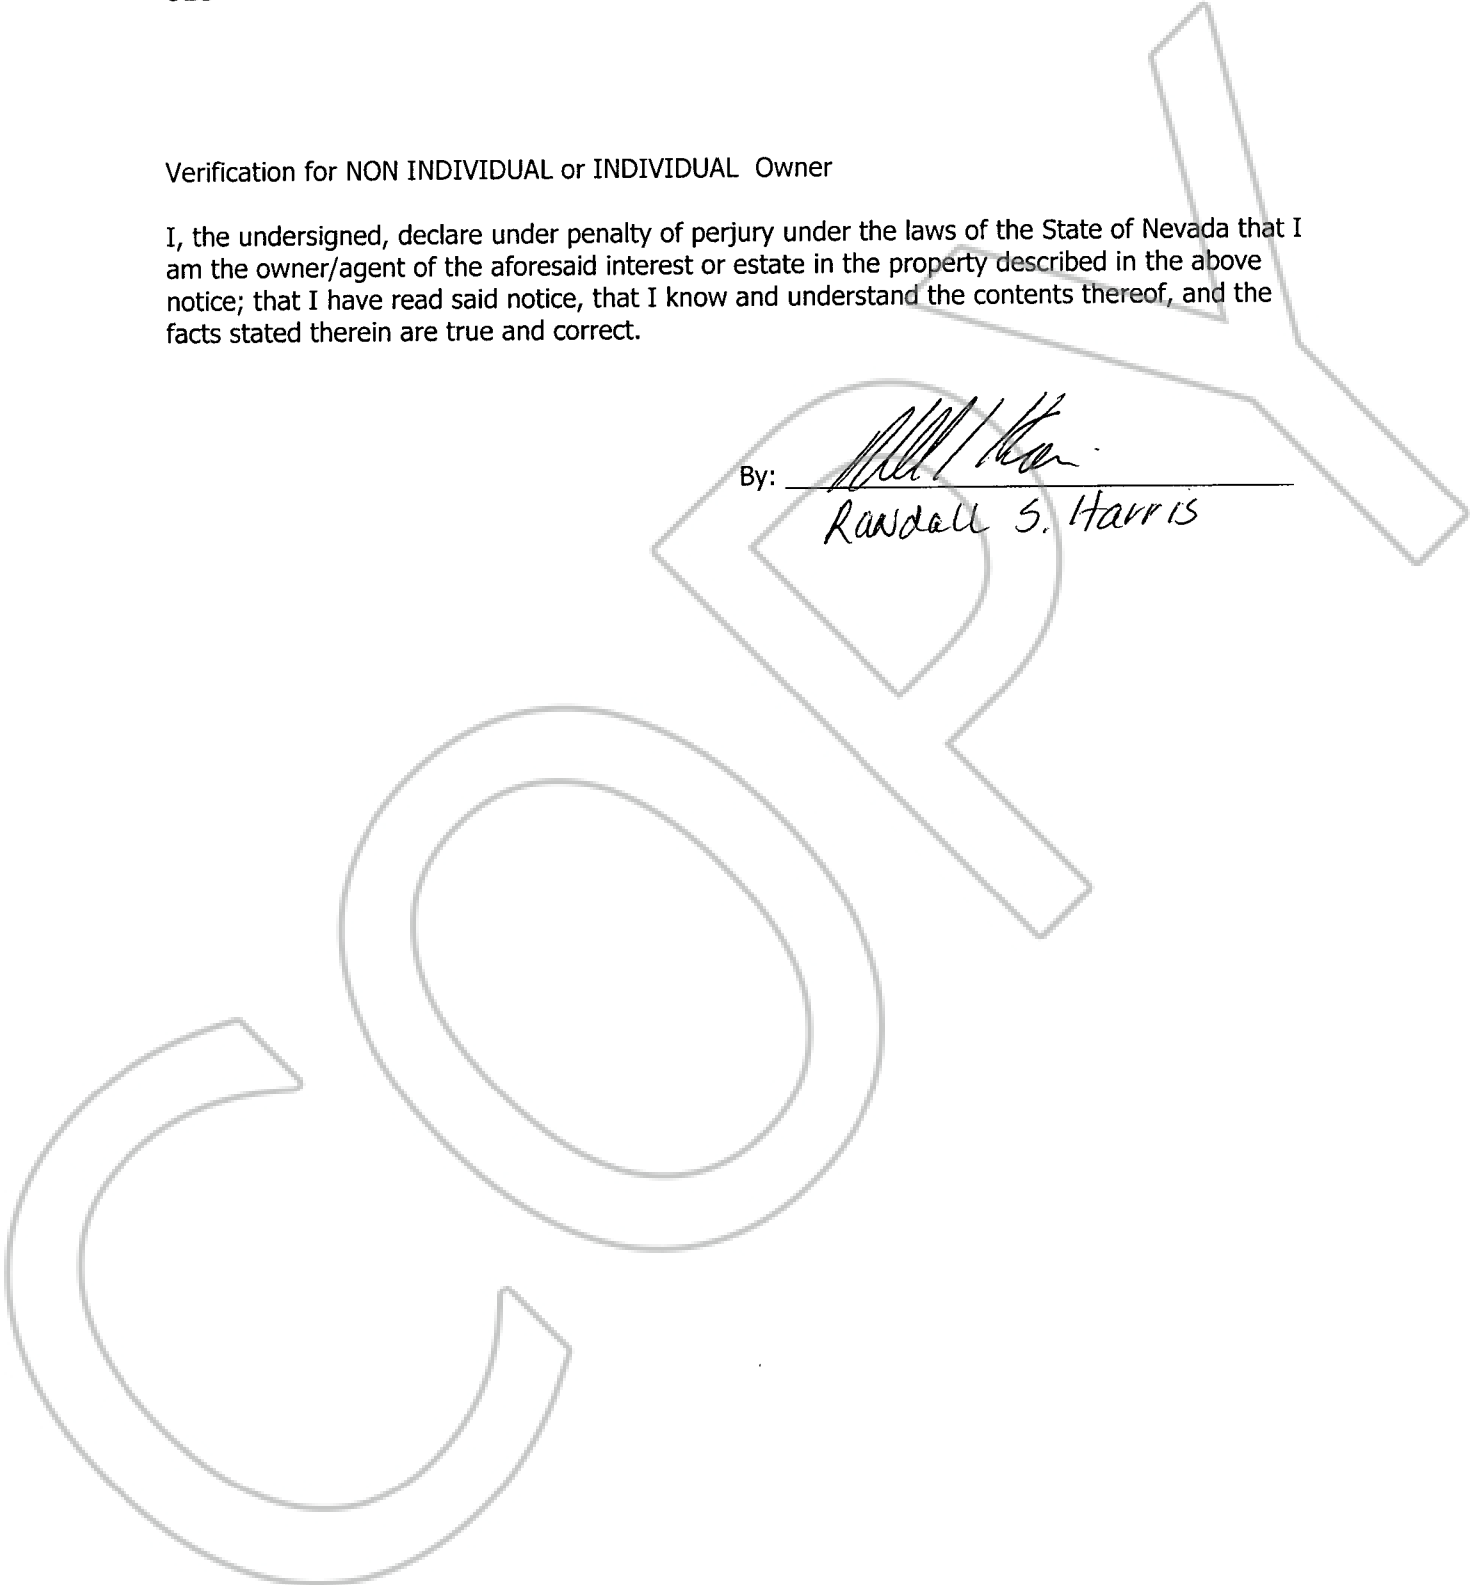 Verification for NON INDIVIDUAL or INDIVIDUAL  Owner
I, the undersigned, declare under penalty of perjury under the laws of the State of Nevada that I
am the owner/agent of the aforesaid interest or estate in the property described in the above
notice; that I have read said notice, that I know and understand the contents thereof, and the
facts stated therein are true and correct.
By:
Randall S. Harris
COPY